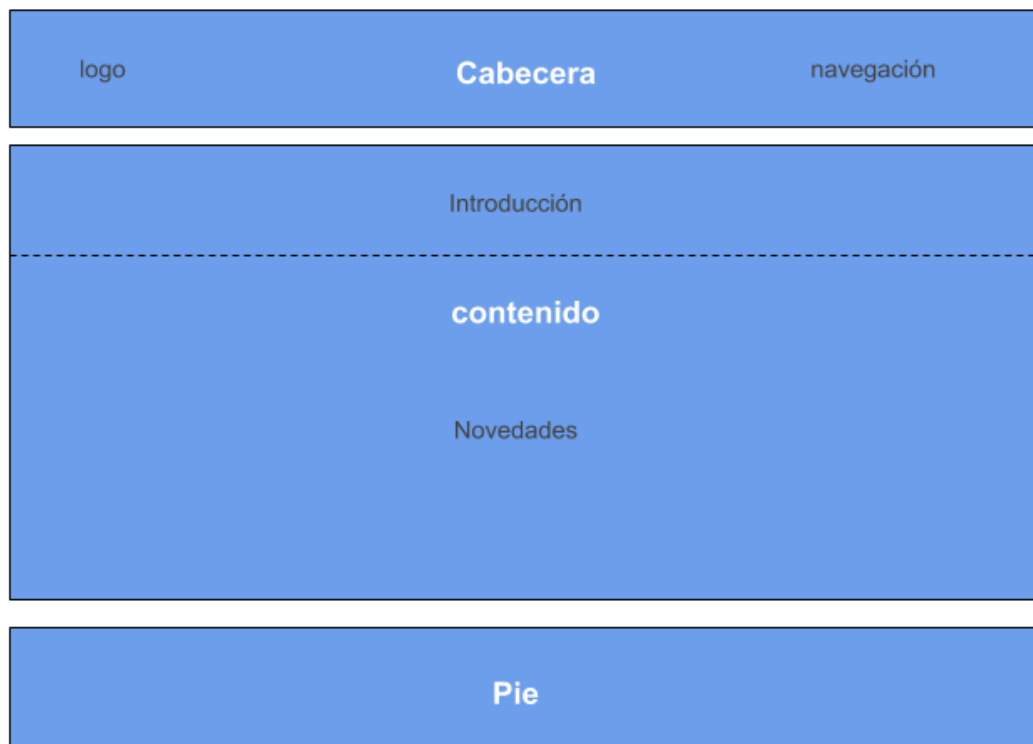 logo Cabecera navegación
Introducción
contenido
Novedades
Pie